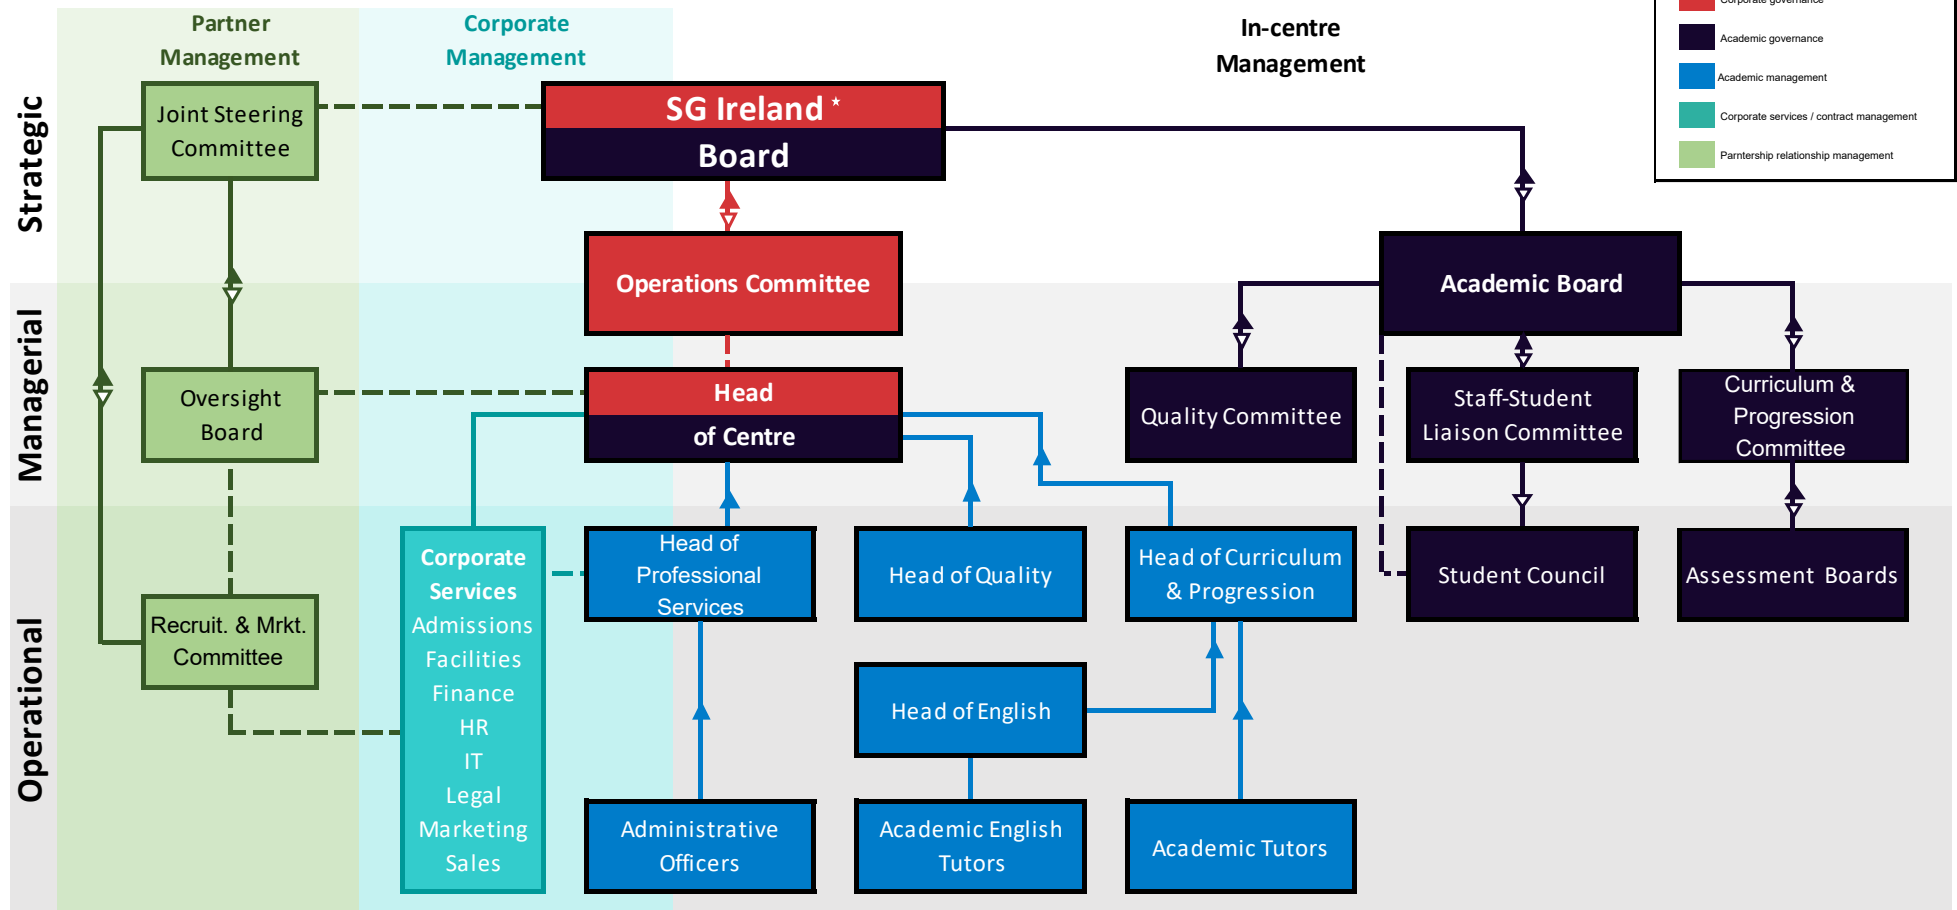 Partner
Management
Corporate
Management
In-centre
Management
Corporate governance
Academic governance
Academic management
Corporate services / contract management
Parntership relationship management
Strategic
Managerial
Operational
Joint Steering
Committee
SG Ireland *
Board
Operations Committee
Academic Board
Oversight
Board
Head
of Centre
Quality Committee
Staff-Student
Liaison Committee
Curriculum &
Progression
Committee
Recruit. & Mrkt.
Committee
Corporate
Services
Admissions
Facilities
Finance
HR
IT
Legal
Marketing
Sales
Head of
Professional
Services
Head of Quality
Head of Curriculum
& Progression
Student Council
Assessment Boards
Head of English
Administrative
Officers
Academic English
Tutors
Academic Tutors